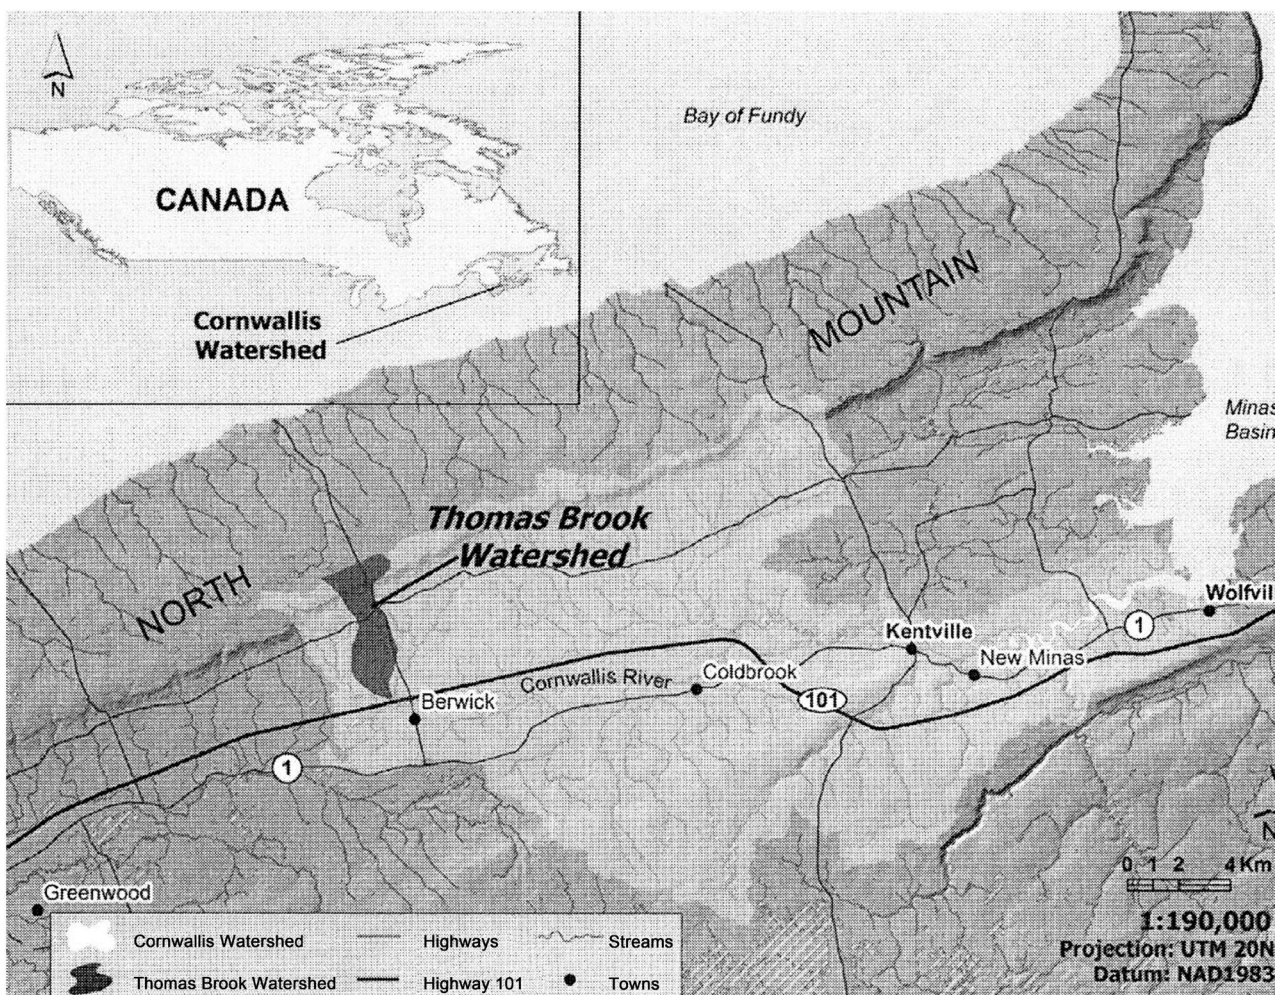 N
Bay of Fundy
CANADA
Cornwallis
Watershed
MOUNTAIN
Minas
Basin
Thomas Brook
Watershed
NORTH
Wolfvil
1
Kentville
New Minas
Coldbrook
Cornwallis River
101
Berwick
1
Greenwood
0 1 2 4 Km
1:190,000
Projection: UTM 20N
Datum: NAD1983
Cornwallis Watershed
Highways
Streams
Thomas Brook Watershed
Highway 101
Towns